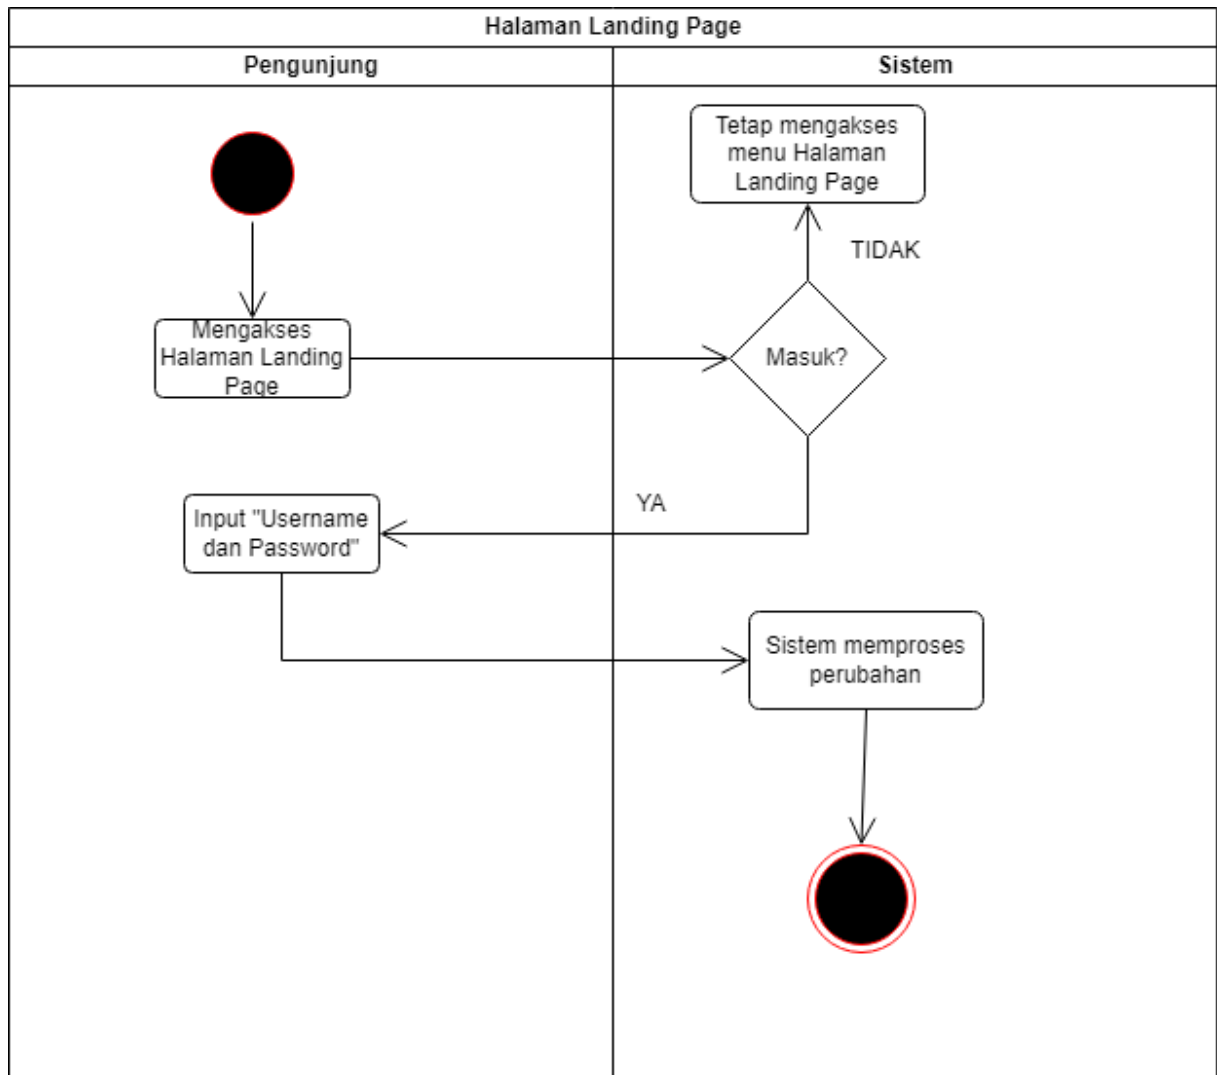 Halaman Landing Page
Pengunjung
Sistem
Tetap mengakses
menu Halaman
Landing Page
TIDAK
Mengakses
Halaman Landing
Page
Masuk?
YA
Input "Username
dan Password"
Sistem memproses
perubahan